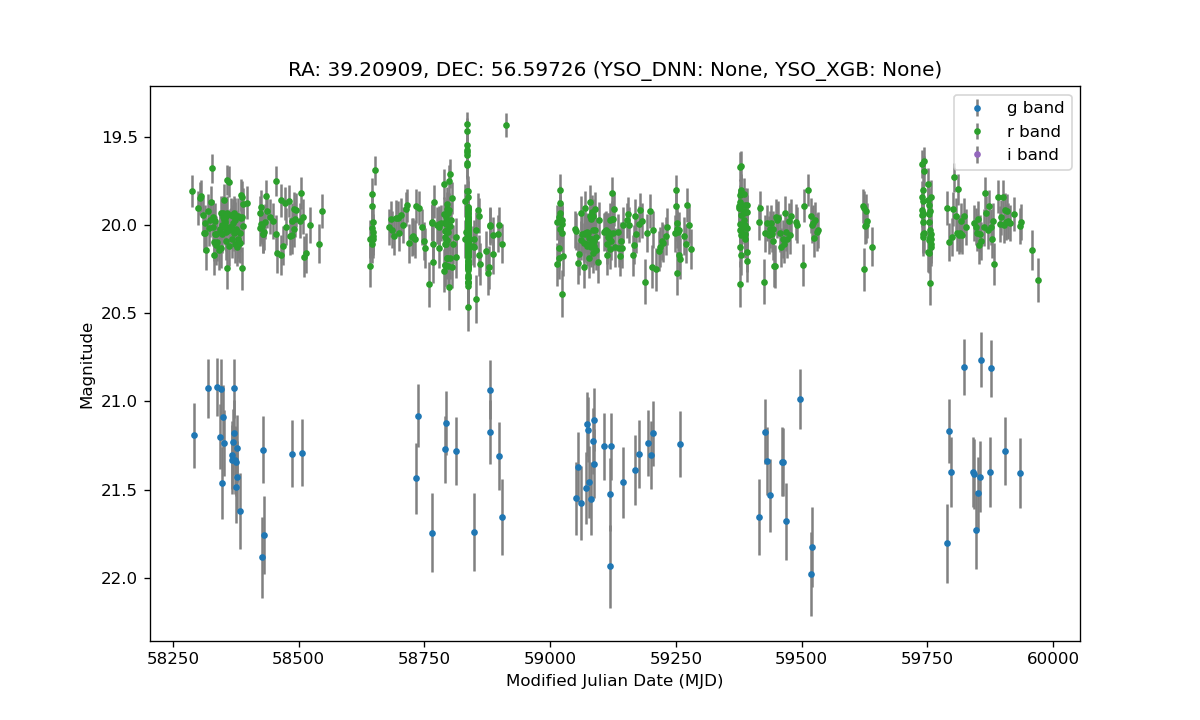 RA: 39.20909, DEC: 56.59726 (YSO_DNN: None, YSO_XGB: None)
g band
r band
i band
19.5
20.0
20.5
21.0
21.5
22.0
Magnitude
58250 58500 58750 59000 59250 59500 59750 60000
Modified Julian Date (MJD)